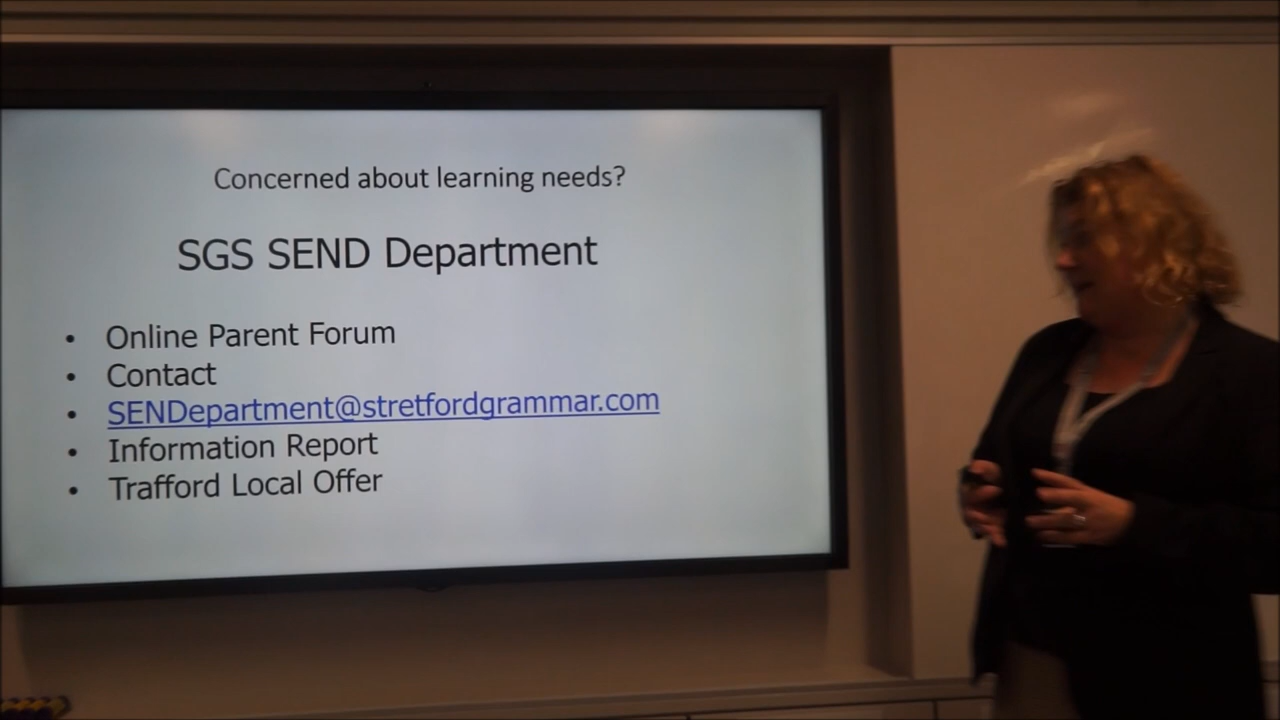 Concerned about learning needs?
SGS SEND Department
• Online Parent Forum
• Contact
• SENDepartment@stretfordgrammar.com
• Information Report
• Trafford Local Offer